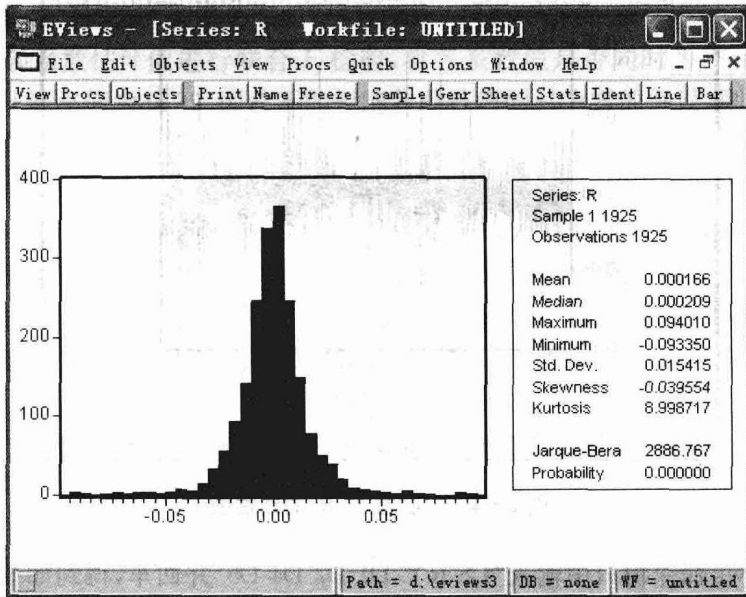 EViews - [Series: R Workfile: UNTITLED]
File Edit Objects View Procs Quick Options Window Help
View Procs Objects Print Name Freeze Sample Genr Sheet Stats Ident Line Bar
400
300
200
100
0
-0.05 0.00 0.05
Series: R
Sample 1 1925
Observations 1925
Mean 0.000166
Median 0.000209
Maximum 0.094010
Minimum -0.093350
Std. Dev. 0.015415
Skewness -0.039554
Kurtosis 8.998717
Jarque-Bera 2886.767
Probability 0.000000
Path = d:\eviews3 DB = none WF = untitled